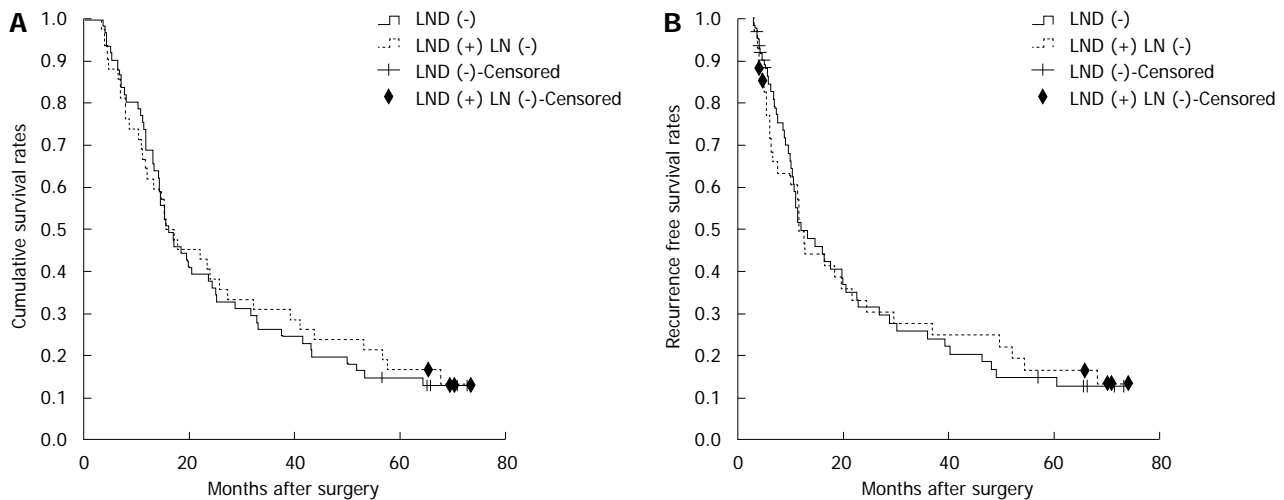 A
LND (-)
LND (+) LN (-)
LND (-)-Censored
LND (+) LN (-)-Censored
1.0
0.9
0.8
0.7
0.6
0.5
0.4
0.3
0.2
0.1
0.0
0 20 40 60 80
Cumulative survival rates
Months after surgery
B
LND (-)
LND (+) LN (-)
LND (-)-Censored
LND (+) LN (-)-Censored
1.0
0.9
0.8
0.7
0.6
0.5
0.4
0.3
0.2
0.1
0.0
0 20 40 60 80
Recurrence free survival rates
Months after surgery